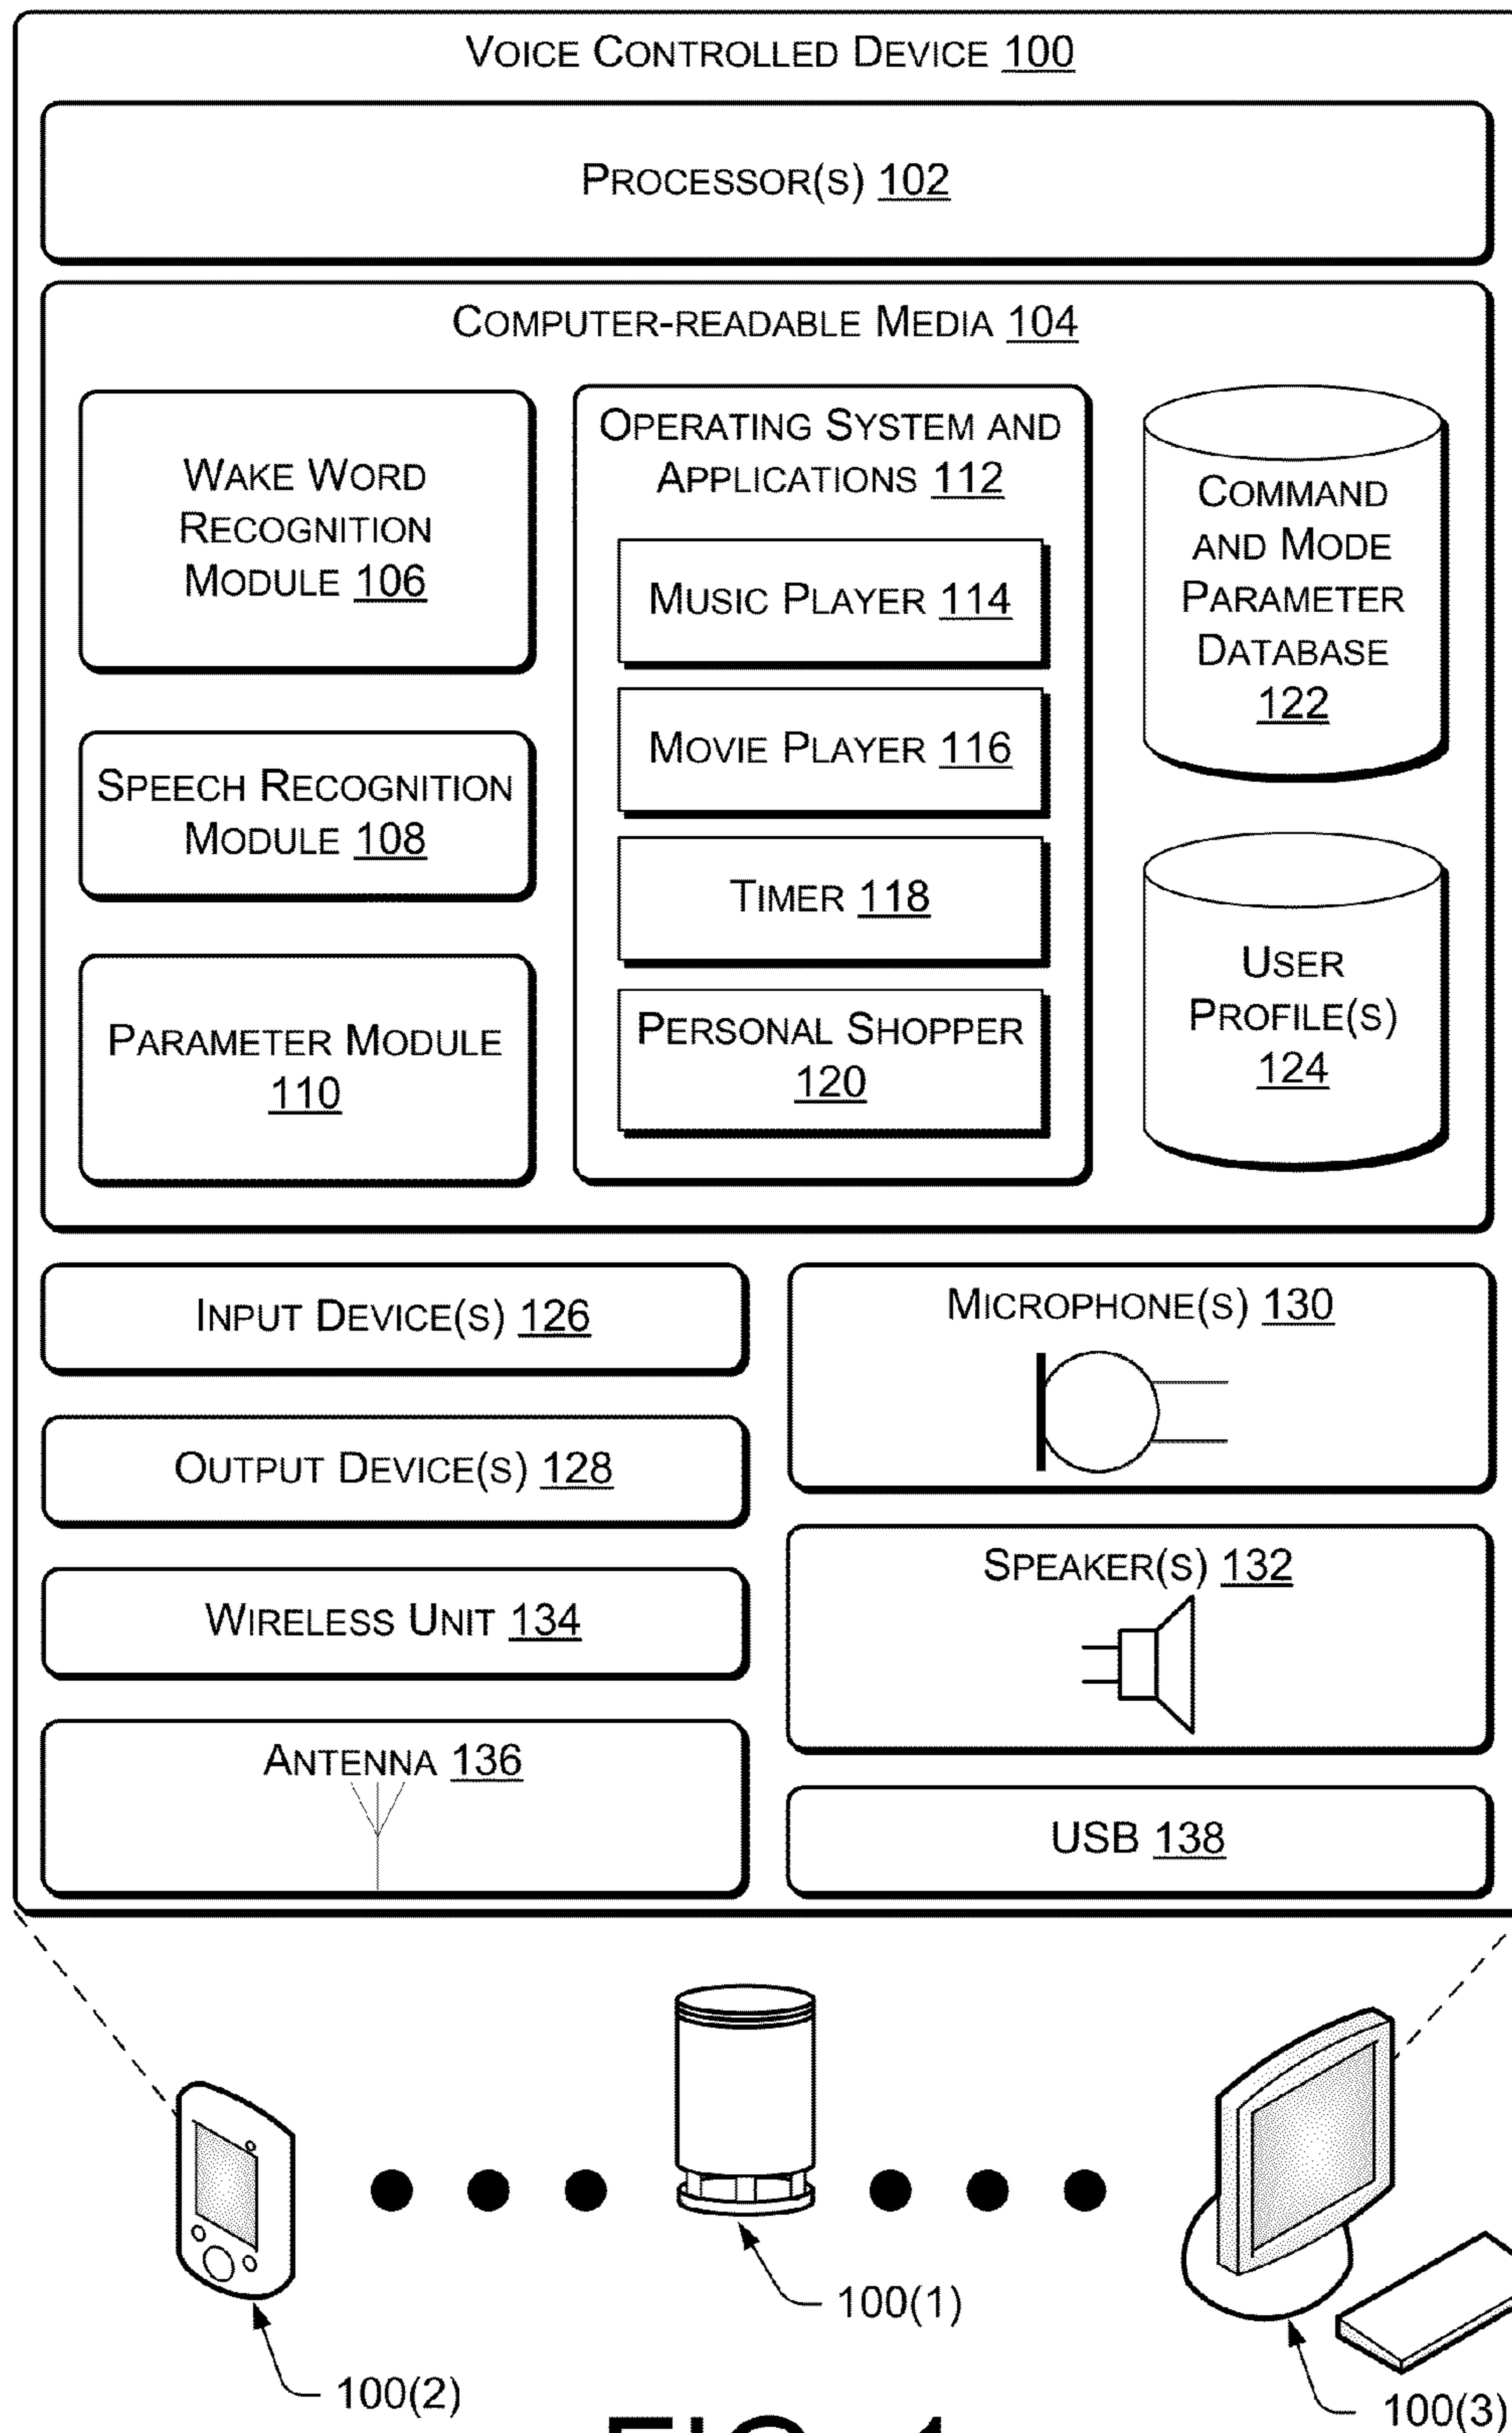 VOICE CONTROLLED DEVICE 100
PROCESSOR(S) 102
COMPUTER-READABLE MEDIA 104
WAKE WORD
RECOGNITION
MODULE 106
SPEECH RECOGNITION
MODULE 108
PARAMETER MODULE
110
OPERATING SYSTEM AND
APPLICATIONS 112
MUSIC PLAYER 114
MOVIE PLAYER 116
TIMER 118
PERSONAL SHOPPER
120
COMMAND
AND MODE
PARAMETER
DATABASE
122
USER
PROFILE(S)
124
INPUT DEVICE(S) 126
OUTPUT DEVICE(S) 128
WIRELESS UNIT 134
ANTENNA 136
MICROPHONE(S) 130
SPEAKER(S) 132
USB 138
100(1)
100(2)
100(3)
FIG. 1